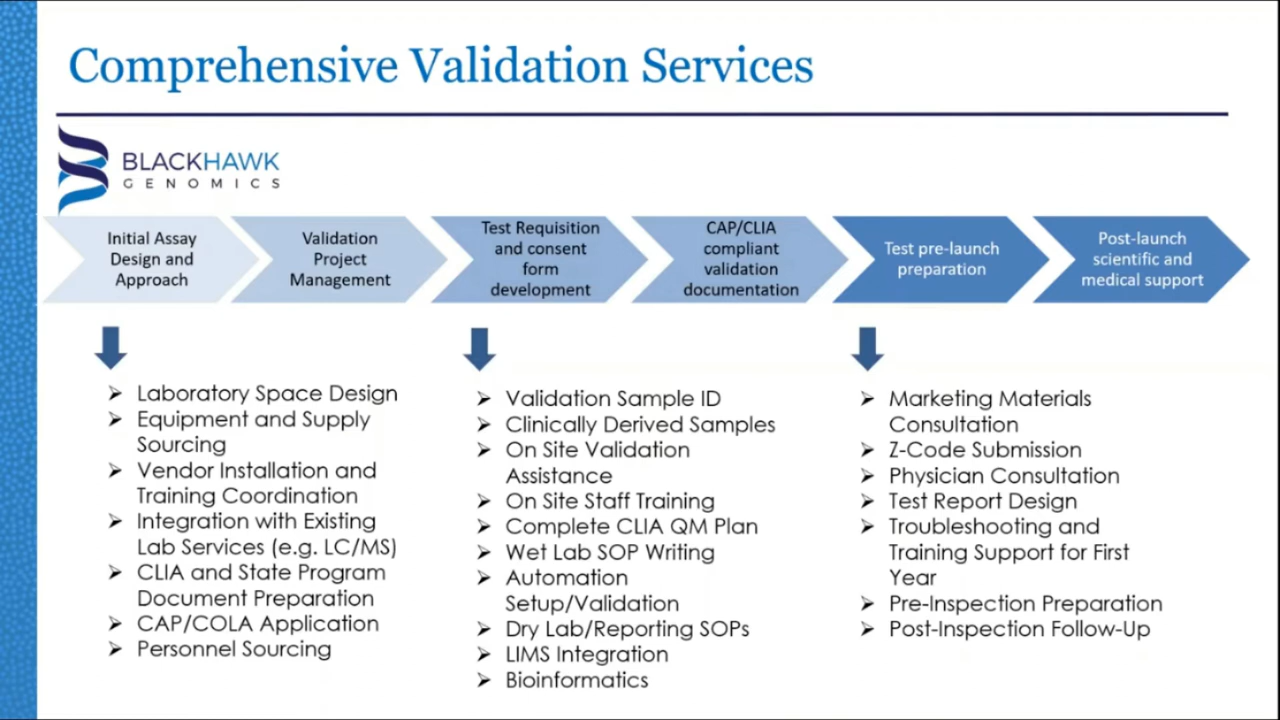 Comprehensive Validation Services
BLACKHAWK
GENOMICS
Initial Assay
Design and
Approach
Validation
Project
Management
Test Requisition
and consent
form
development
CAP/CLIA
compliant
validation
documentation
Test pre-launch
preparation
Post-launch
scientific and
medical support
➢ Laboratory Space Design
➢ Equipment and Supply
Sourcing
➢ Vendor Installation and
Training Coordination
➢ Integration with Existing
Lab Services (e.g. LC/MS)
➢ CLIA and State Program
Document Preparation
➢ CAP/COLA Application
➢ Personnel Sourcing
➢ Validation Sample ID
➢ Clinically Derived Samples
➢ On Site Validation
Assistance
➢ On Site Staff Training
➢ Complete CLIA QM Plan
➢ Wet Lab SOP Writing
➢ Automation
Setup/Validation
➢ Dry Lab/Reporting SOPs
➢ LIMS Integration
➢ Bioinformatics
➢ Marketing Materials
Consultation
➢ Z-Code Submission
➢ Physician Consultation
➢ Test Report Design
➢ Troubleshooting and
Training Support for First
Year
➢ Pre-Inspection Preparation
➢ Post-Inspection Follow-Up